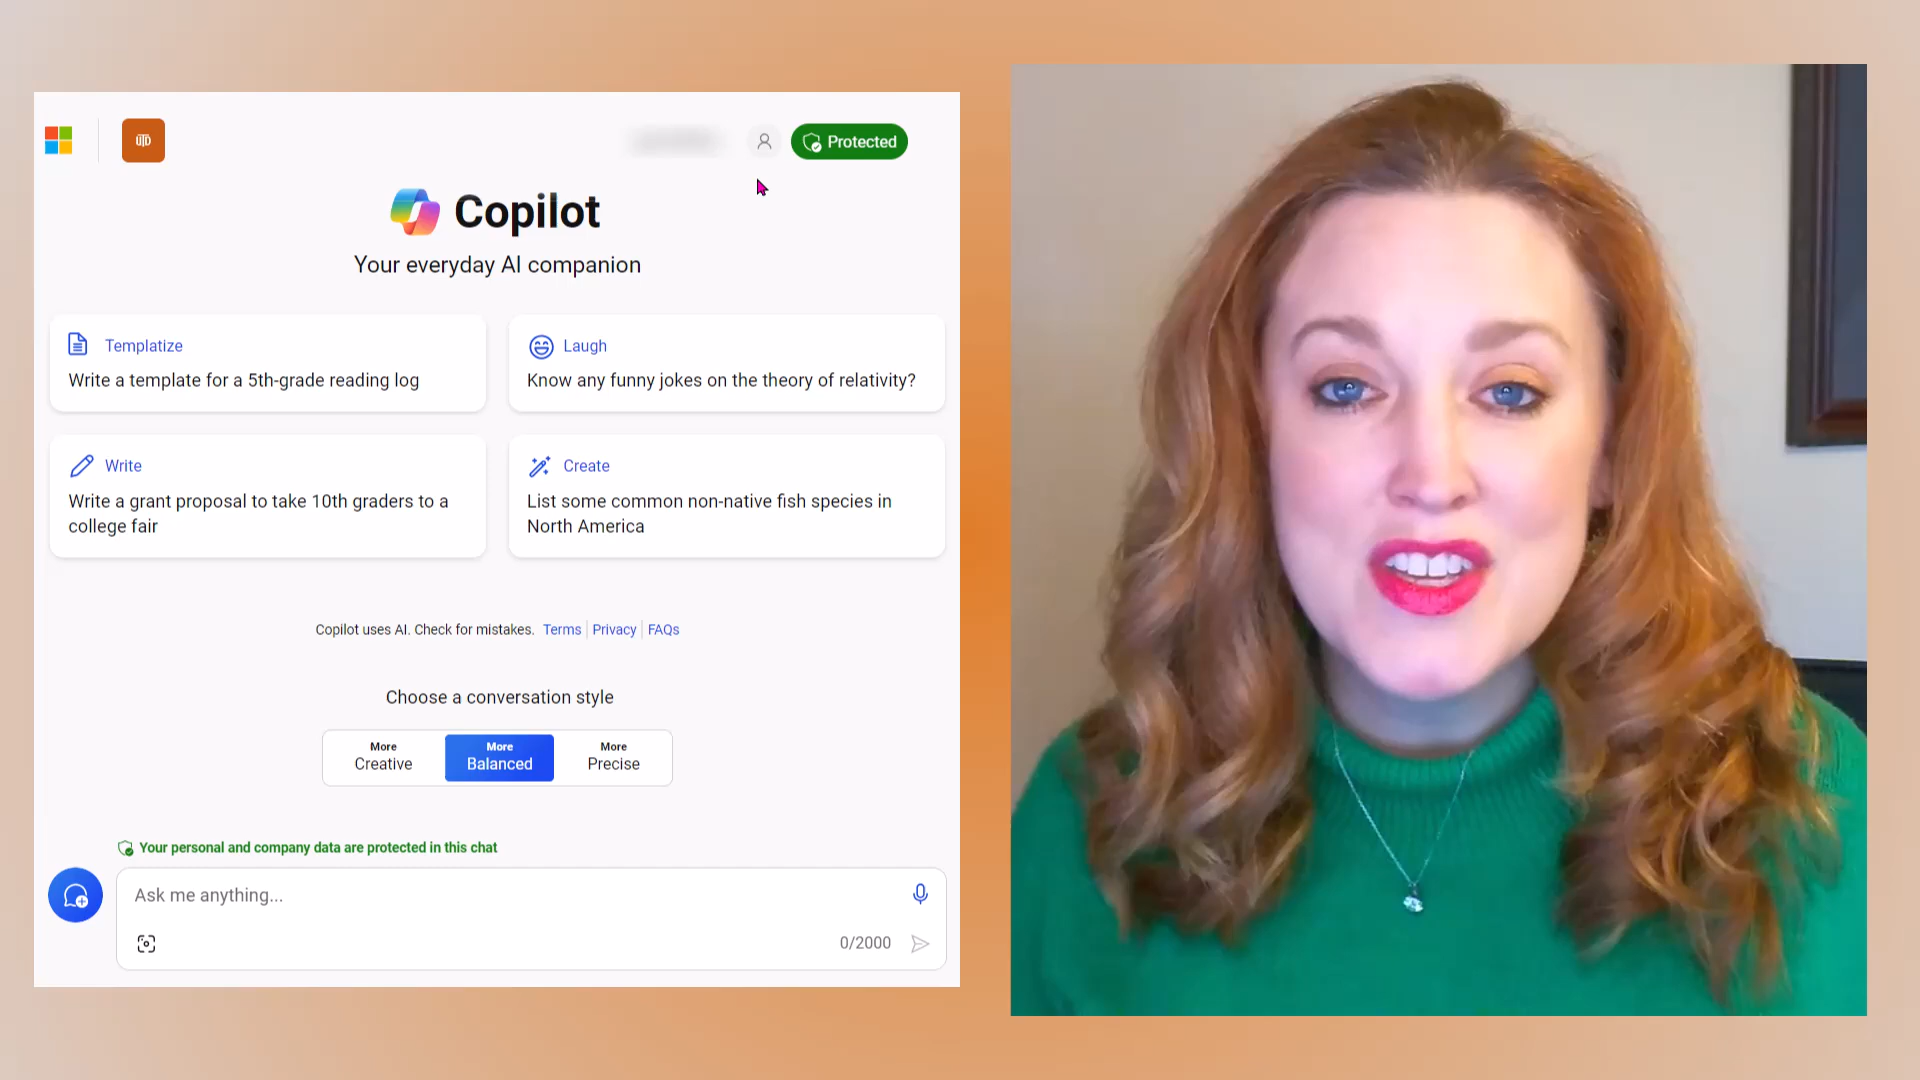 UTD
Protected
Copilot
Your everyday AI companion
Templatize
Write a template for a 5th-grade reading log
Laugh
Know any funny jokes on the theory of relativity?
Write
Write a grant proposal to take 10th graders to a
college fair
Create
List some common non-native fish species in
North America
Copilot uses AI. Check for mistakes. Terms Privacy FAQs
Choose a conversation style
More
Creative
More
Balanced
More
Precise
Your personal and company data are protected in this chat
Ask me anything...
0/2000